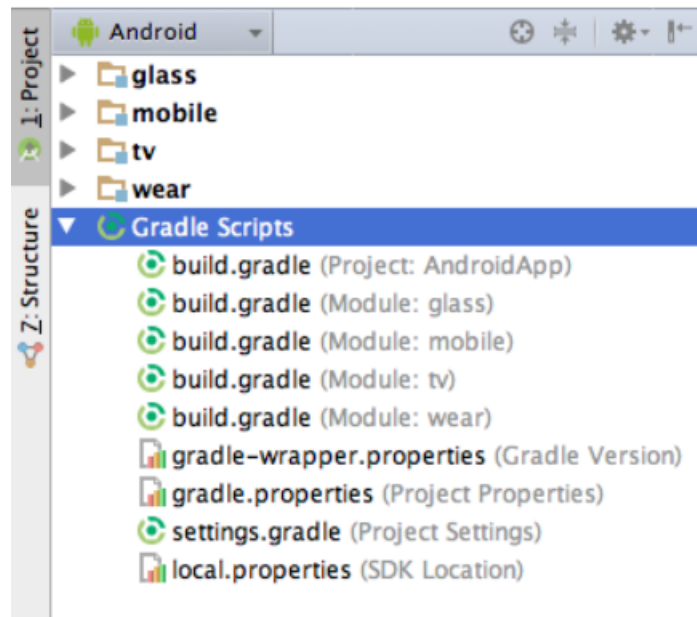 1: Project
Z: Structure
Android
glass
mobile
tv
wear
Gradle Scripts
build.gradle (Project: AndroidApp)
build.gradle (Module: glass)
build.gradle (Module: mobile)
build.gradle (Module: tv)
build.gradle (Module: wear)
gradle-wrapper.properties (Gradle Version)
gradle.properties (Project Properties)
settings.gradle (Project Settings)
local.properties (SDK Location)